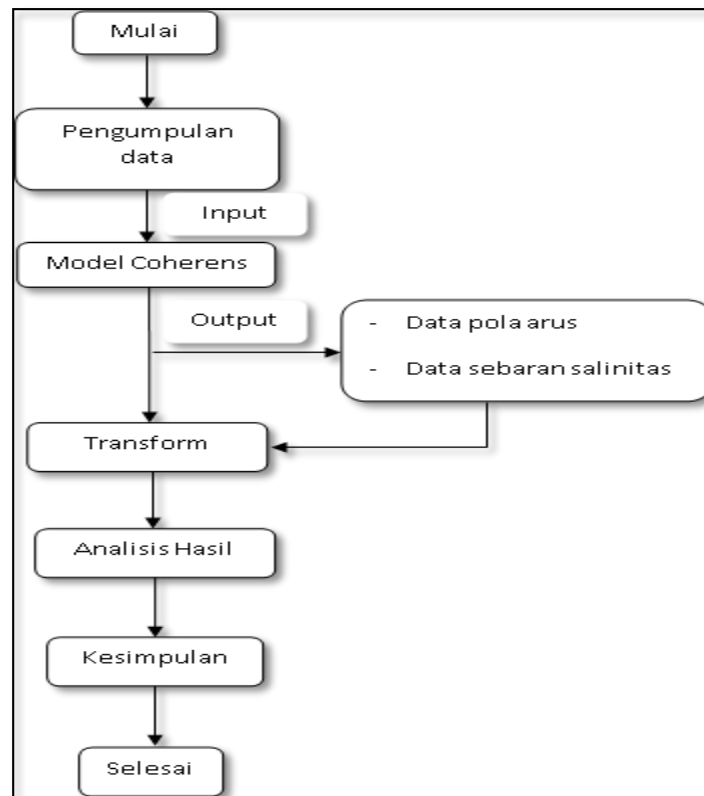 Mulai
Pengumpulan
data
Input
Model Coherens
Output
- Data pola arus
- Data sebaran salinitas
Transform
Analisis Hasil
Kesimpulan
Selesai